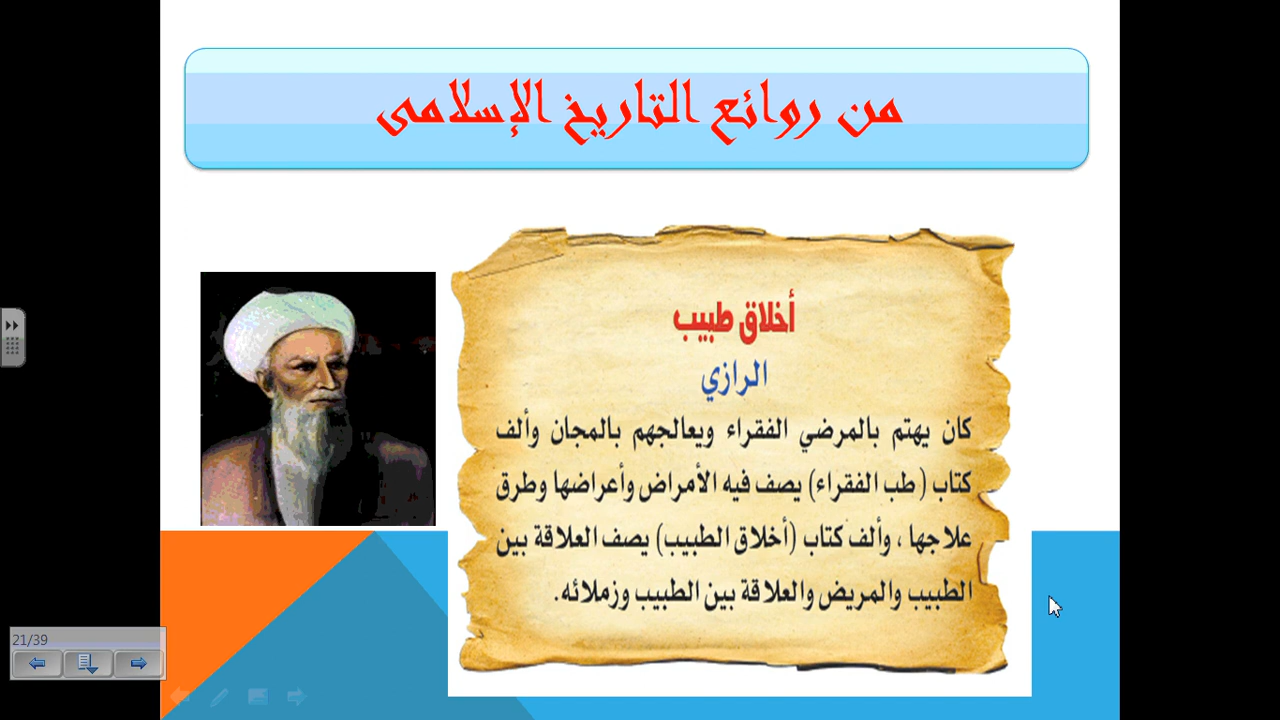 من روائع التاريخ الإسلامى
أخلاق طبيب
الرازي
كان يهتم بالمرضي الفقراء ويعالجهم بالمجان وألف
كتاب (طب الفقراء) يصف فيه الأمراض وأعراضها وطرق
علاجها ، وألف كتاب (أخلاق الطبيب) يصف العلاقة بين
الطبيب والمريض والعلاقة بين الطبيب وزملائه.
21/39